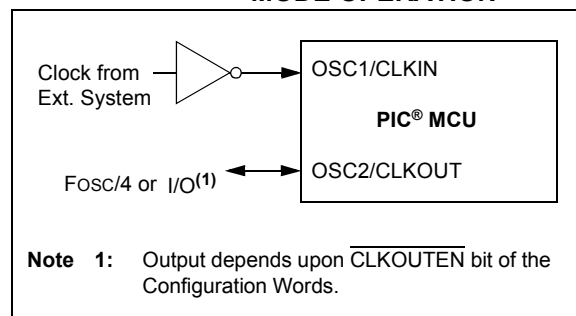 MODE OPERATION
Clock from
Ext. System
OSC1/CLKIN
PIC® MCU
FOSC/4 or I/O(1)
OSC2/CLKOUT
Note 1: Output depends upon CLKOUTEN bit of the
Configuration Words.